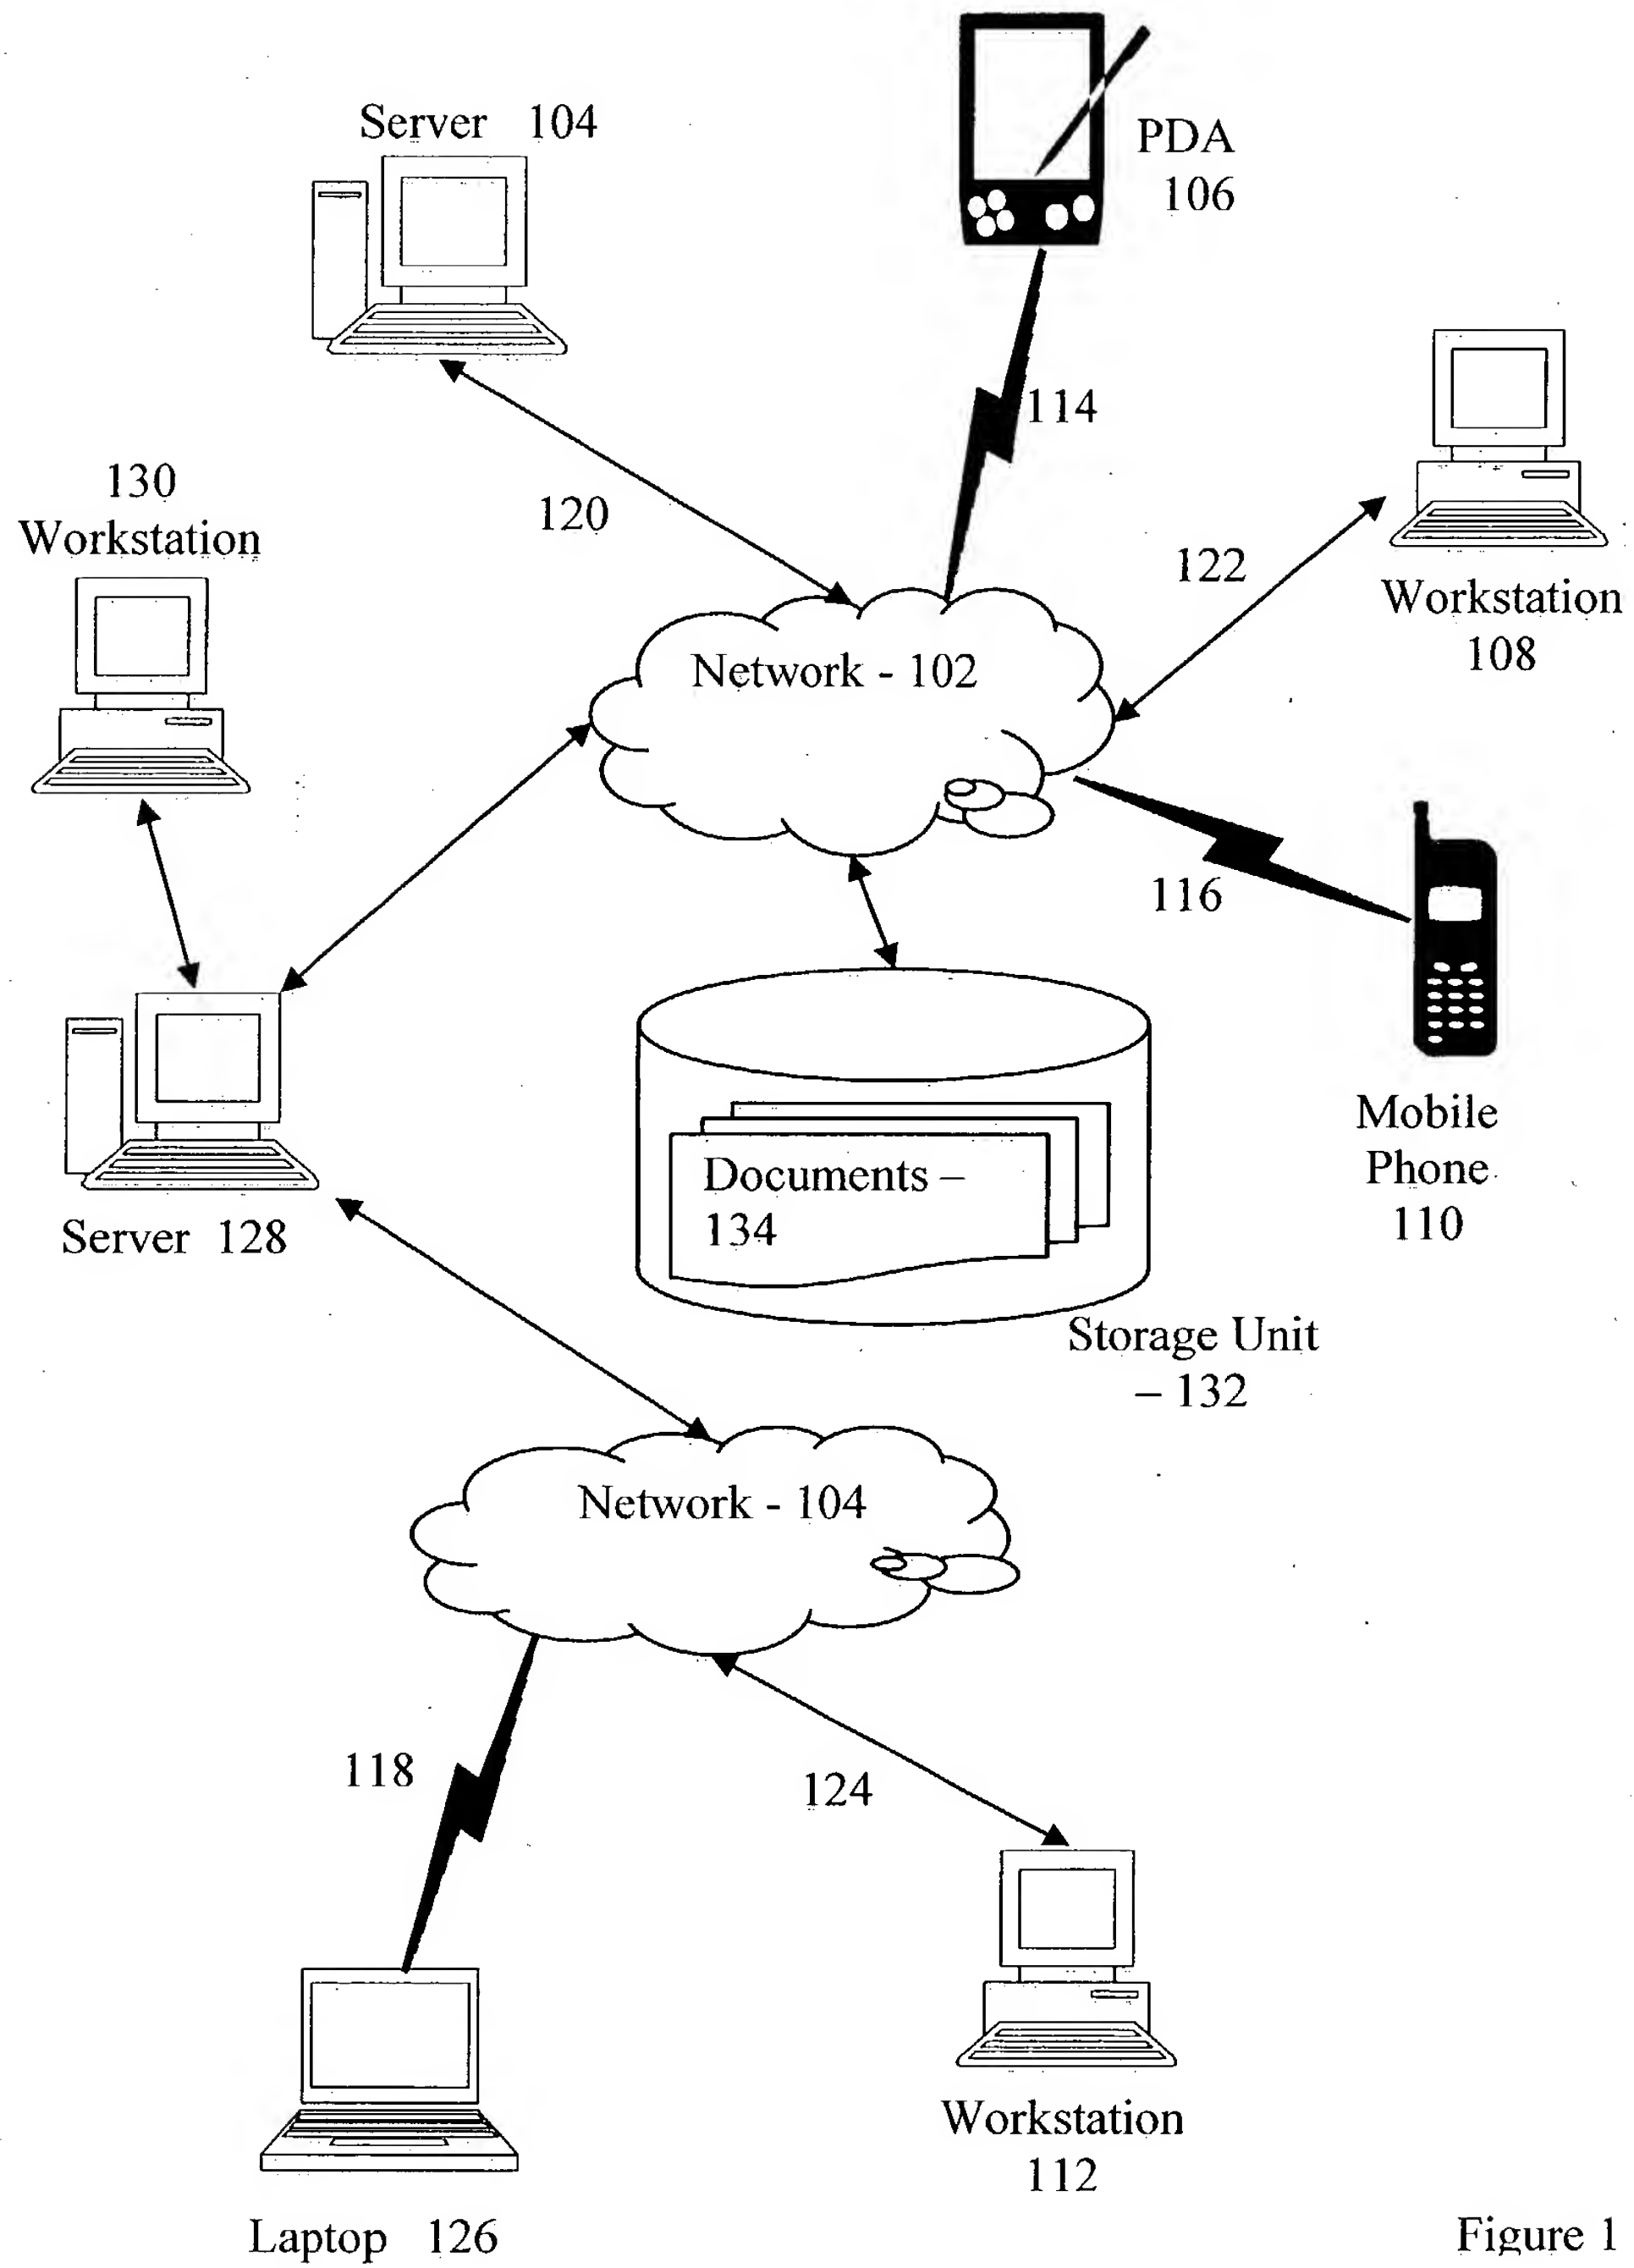 Server 104
PDA
106
114
130
Workstation
120
122
Workstation
108
Network - 102
116
Mobile
Phone
110
Documents –
134
Server 128
Storage Unit
– 132
Network - 104
118
124
Workstation
112
Laptop 126
Figure 1